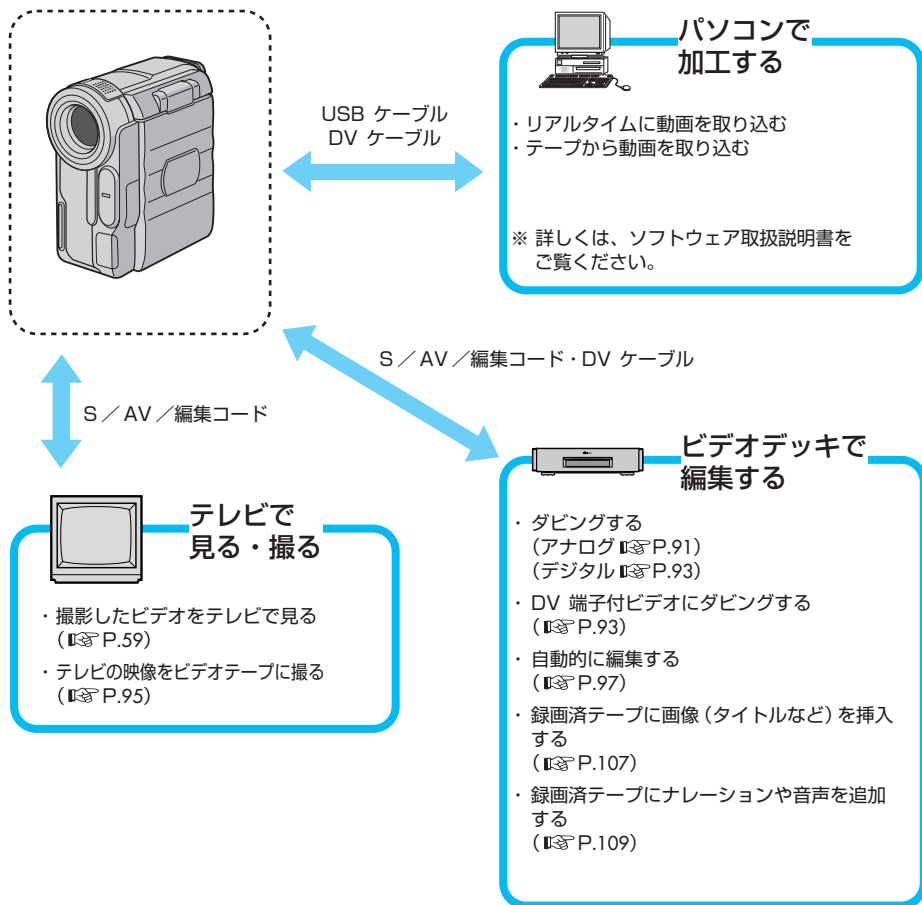 パソコンで
加工する
USB ケーブル
DV ケーブル
・リアルタイムに動画を取り込む
・テープから動画を取り込む
※ 詳しくは、ソフトウェア取扱説明書を
ご覧ください。
S／AV／編集コード・DV ケーブル
S／AV／編集コード
ビデオデッキで
編集する
・ダビングする
（アナログ☞P.91）
（デジタル☞P.93）
・DV 端子付ビデオにダビングする
（☞P.93）
・自動的に編集する
（☞P.97）
・録画済テープに画像（タイトルなど）を挿入
する
（☞P.107）
・録画済テープにナレーションや音声を追加
する
（☞P.109）
テレビで
見る・撮る
・撮影したビデオをテレビで見る
（☞P.59）
・テレビの映像をビデオテープに撮る
（☞P.95）